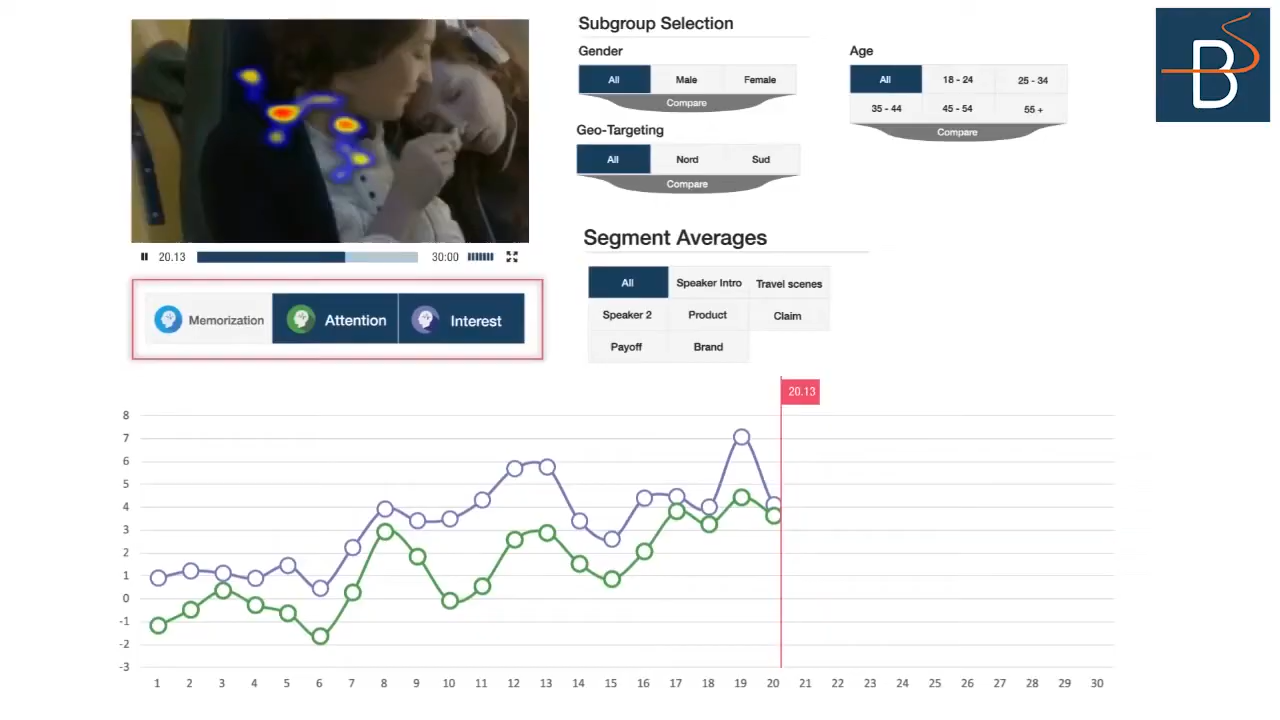 Subgroup Selection
Gender
All Male Female
Compare
Age
All 18 - 24 25 - 34
35 - 44 45 - 54 55 +
Compare
Geo-Targeting
All Nord Sud
Compare
B
20.13 30:00
Memorization Attention Interest
Segment Averages
All Speaker Intro Travel scenes
Speaker 2 Product Claim
Payoff Brand
20.13
8
7
6
5
4
3
2
1
0
-1
-2
-3
1 2 3 4 5 6 7 8 9 10 11 12 13 14 15 16 17 18 19 20 21 22 23 24 25 26 27 28 29 30